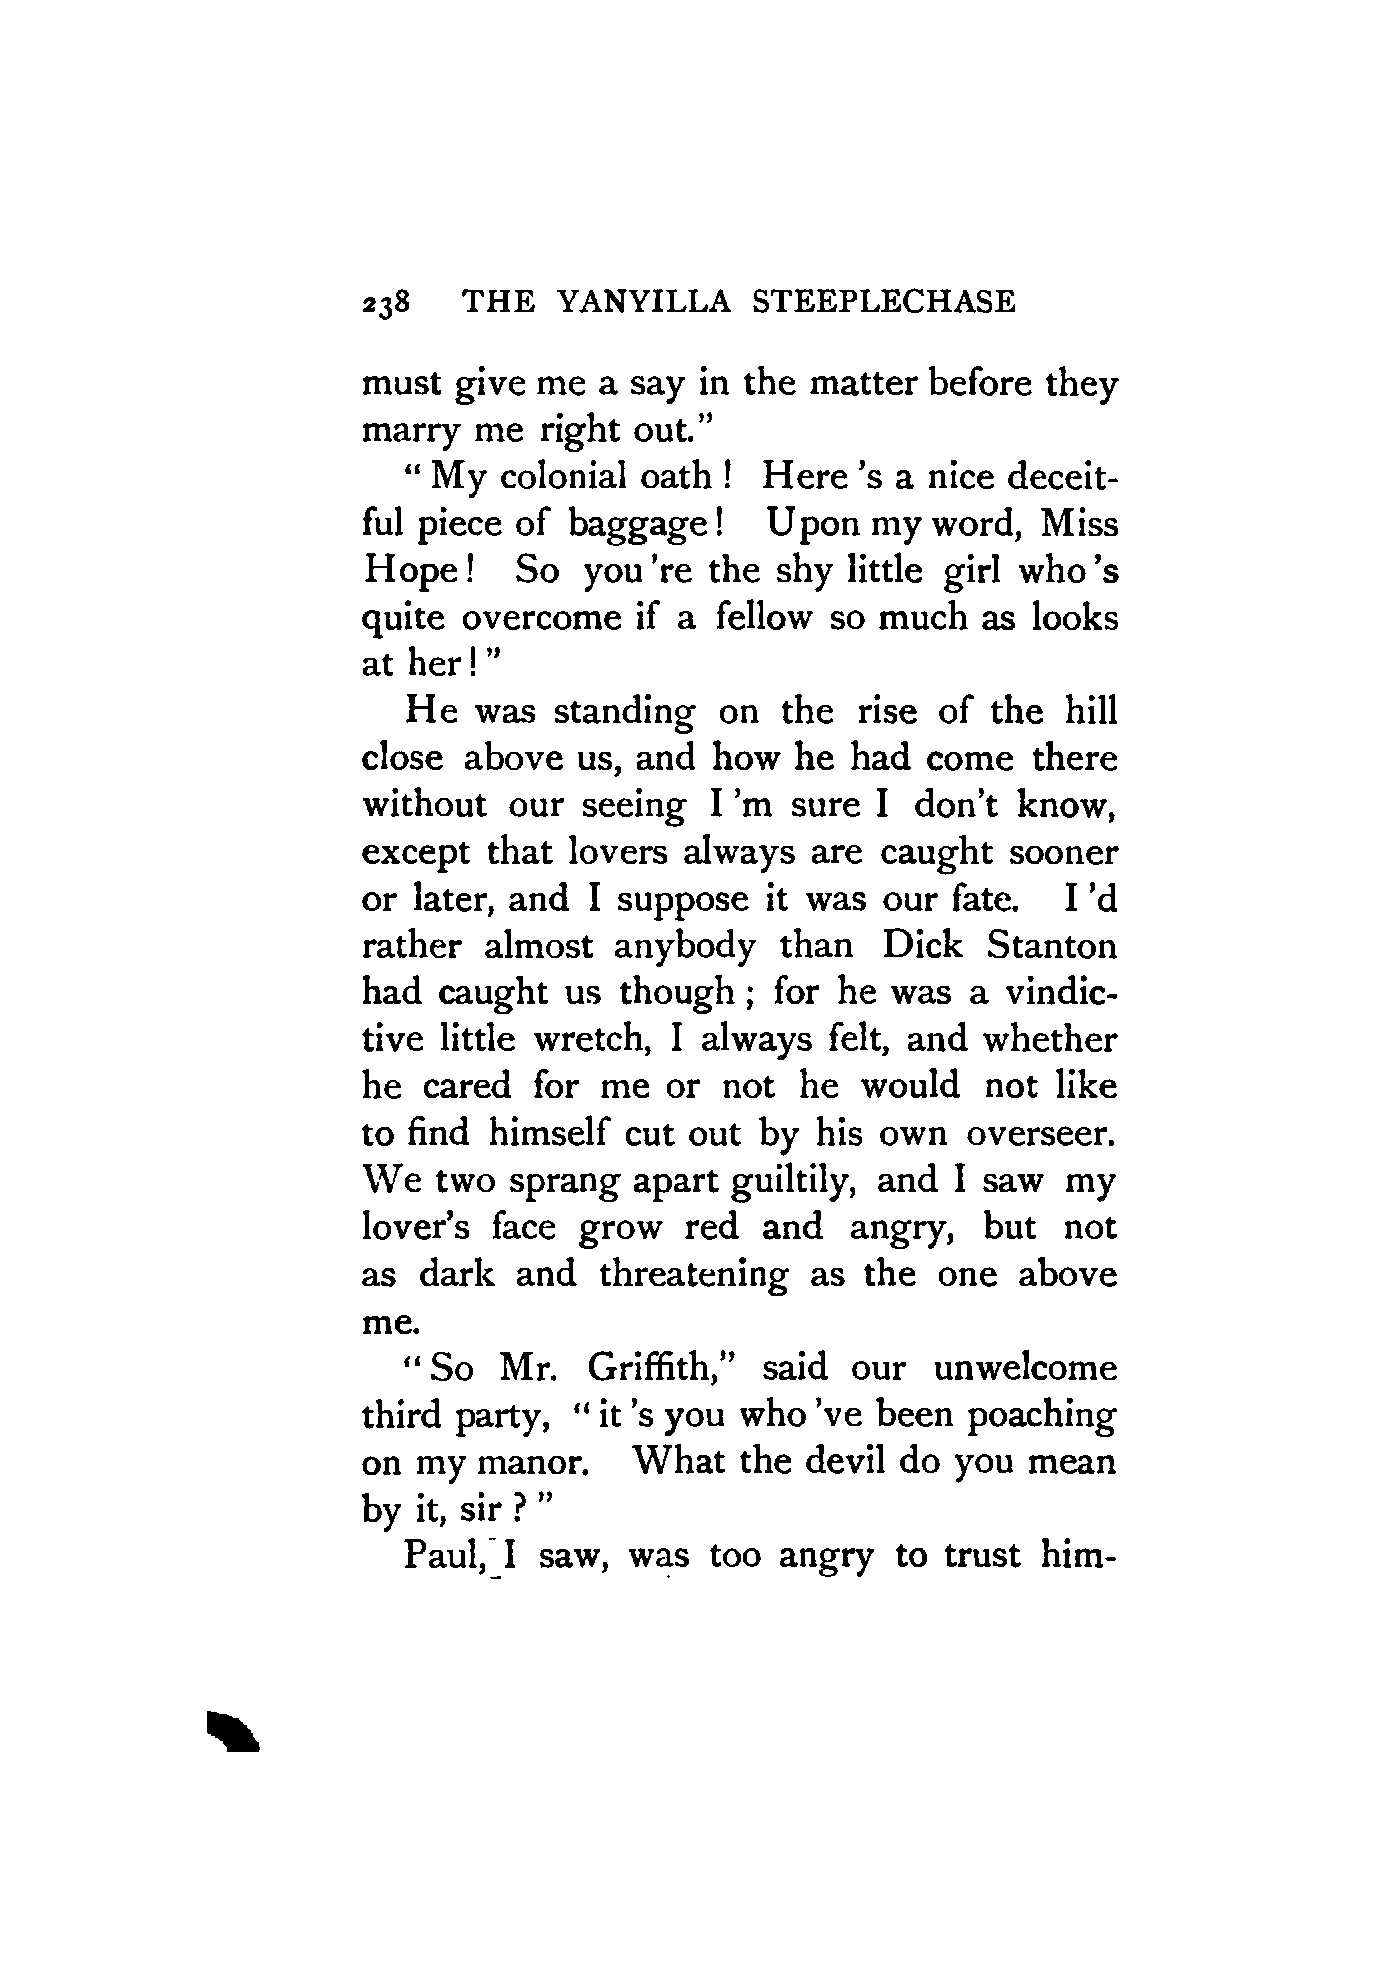 238 THE YANYILLA STEEPLECHASE
must give me a say in the matter before they
marry me right out."
"My colonial oath! Here's a nice deceit-
ful piece of baggage! Upon my word, Miss
Hope! So you're the shy little girl who's
quite overcome if a fellow so much as looks
at her!"
He was standing on the rise of the hill
close above us, and how he had come there
without our seeing I'm sure I don't know,
except that lovers always are caught sooner
or later, and I suppose it was our fate. I'd
rather almost anybody than Dick Stanton
had caught us though; for he was a vindic-
tive little wretch, I always felt, and whether
he cared for me or not he would not like
to find himself cut out by his own overseer.
We two sprang apart guiltily, and I saw my
lover's face grow red and angry, but not
as dark and threatening as the one above
me.
"So Mr. Griffith," said our unwelcome
third party, "it's you who've been poaching
on my manor. What the devil do you mean
by it, sir?"
Paul, I saw, was too angry to trust him-